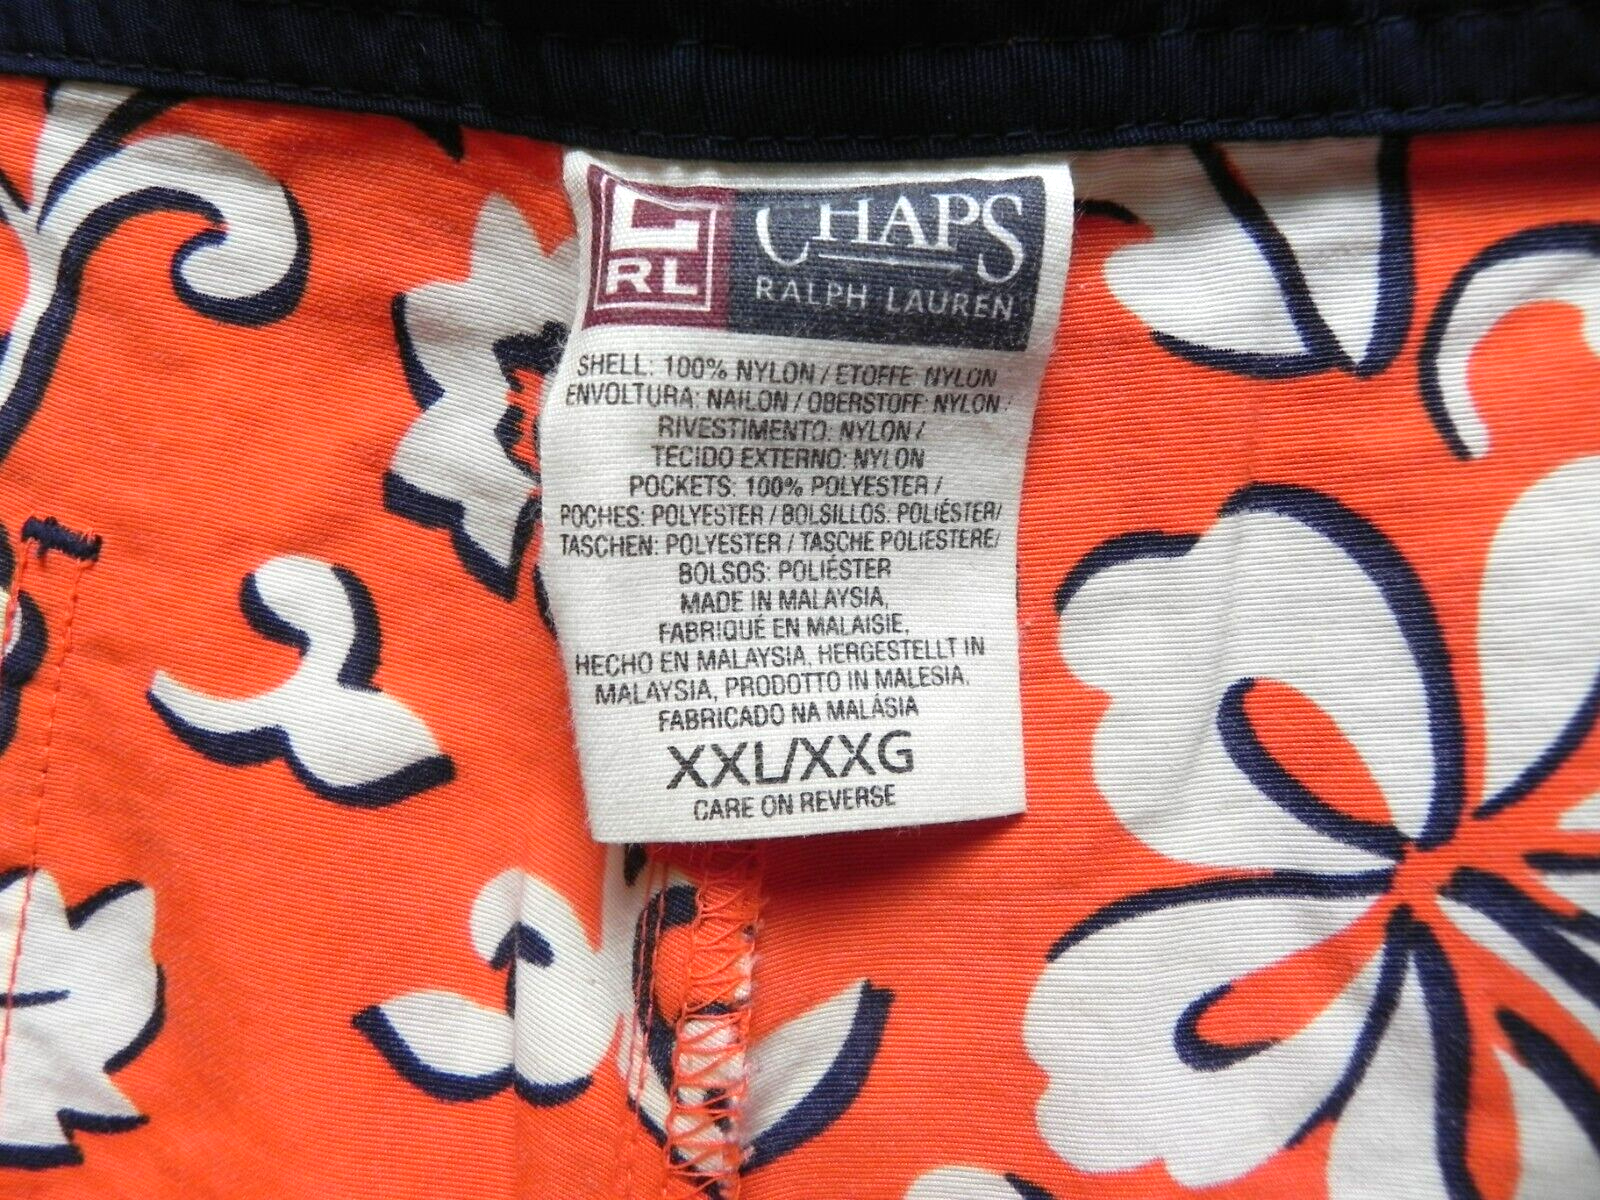 CHAPS
RL
RALPH LAUREN
SHELL: 100% NYLON / ETOFFE: NYLON
ENVOLTURA: NAILON / OBERSTOFF: NYLON /
RIVESTIMENTO: NYLON /
TECIDO EXTERNO: NYLON
POCKETS: 100% POLYESTER /
POCHES: POLYESTER / BOLSILLOS: POLIÉSTER/
TASCHEN: POLYESTER / TASCHE POLIESTERE/
BOLSOS: POLIÉSTER
MADE IN MALAYSIA,
FABRIQUÉ EN MALAISIE,
HECHO EN MALAYSIA, HERGESTELLT IN
MALAYSIA, PRODOTTO IN MALESIA,
FABRICADO NA MALÁSIA
XXL/XXG
CARE ON REVERSE